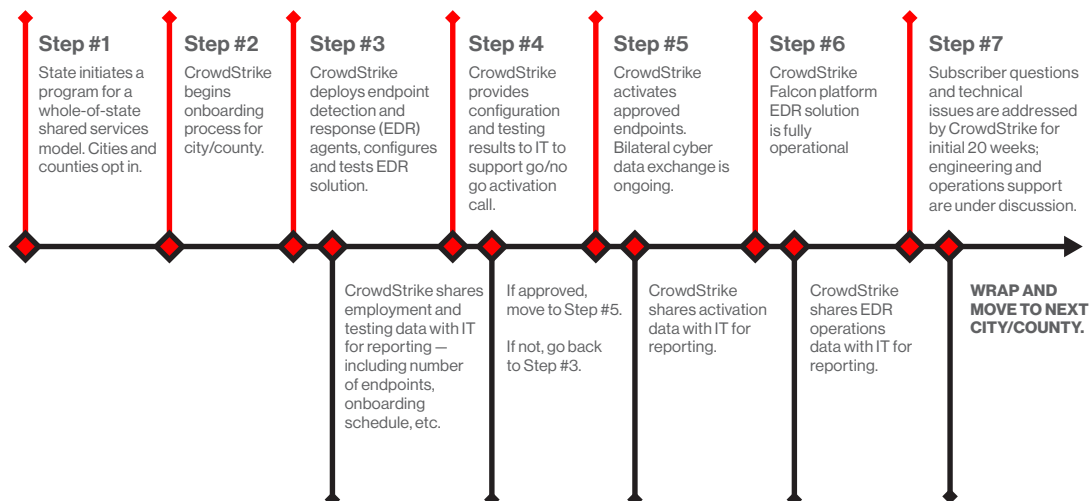 Step #1
State initiates a
program for a
whole-of-state
shared services
model. Cities and
counties opt in.
Step #2
CrowdStrike
begins
onboarding
process for
city/county.
Step #3
CrowdStrike
deploys endpoint
detection and
response (EDR)
agents, configures
and tests EDR
solution.
Step #4
CrowdStrike
provides
configuration
and testing
results to IT to
support go/no
go activation
call.
Step #5
CrowdStrike
activates
approved
endpoints.
Bilateral cyber
data exchange is
ongoing.
Step #6
CrowdStrike
Falcon platform
EDR solution
is fully
operational
Step #7
Subscriber questions
and technical
issues are addressed
by CrowdStrike for
initial 20 weeks;
engineering and
operations support
are under discussion.
CrowdStrike shares
employment and
testing data with IT
for reporting —
including number
of endpoints,
onboarding
schedule, etc.
If approved,
move to Step #5.
If not, go back
to Step #3.
CrowdStrike
shares activation
data with IT for
reporting.
CrowdStrike
shares EDR
operations
data with IT for
reporting.
WRAP AND
MOVE TO NEXT
CITY/COUNTY.